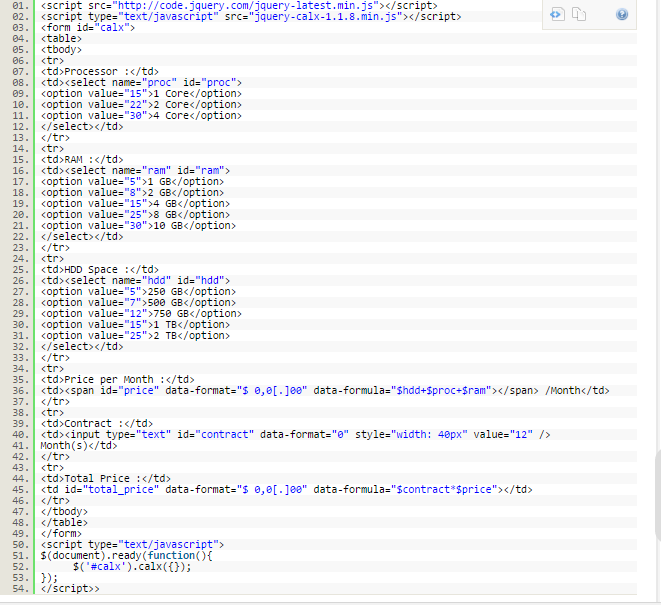 01. <script src="http://code.jquery.com/jquery-latest.min.js"></script>
02. <script type="text/javascript" src="jquery-calx-1.1.8.min.js"></script>
03. <form id="calx">
04. <table>
05. <tbody>
06. <tr>
07. <td>Processor :</td>
08. <td><select name="proc" id="proc">
09. <option value="15">1 Core</option>
10. <option value="22">2 Core</option>
11. <option value="30">4 Core</option>
12. </select></td>
13. </tr>
14. <tr>
15. <td>RAM :</td>
16. <td><select name="ram" id="ram">
17. <option value="5">1 GB</option>
18. <option value="8">2 GB</option>
19. <option value="15">4 GB</option>
20. <option value="25">8 GB</option>
21. <option value="30">10 GB</option>
22. </select></td>
23. </tr>
24. <tr>
25. <td>HDD Space :</td>
26. <td><select name="hdd" id="hdd">
27. <option value="5">250 GB</option>
28. <option value="7">500 GB</option>
29. <option value="12">750 GB</option>
30. <option value="15">1 TB</option>
31. <option value="25">2 TB</option>
32. </select></td>
33. </tr>
34. <tr>
35. <td>Price per Month :</td>
36. <td><span id="price" data-format="$ 0,0[.]00" data-formula="$hdd+$proc+$ram"></span> /Month</td>
37. </tr>
38. <tr>
39. <td>Contract :</td>
40. <td><input type="text" id="contract" data-format="0" style="width: 40px" value="12" />
41. Month(s)</td>
42. </tr>
43. <tr>
44. <td>Total Price :</td>
45. <td id="total_price" data-format="$ 0,0[.]00" data-formula="$contract*$price"></td>
46. </tr>
47. </tbody>
48. </table>
49. </form>
50. <script type="text/javascript">
51. $(document).ready(function(){
52. $('#calx').calx({});
53. });
54. </script>>